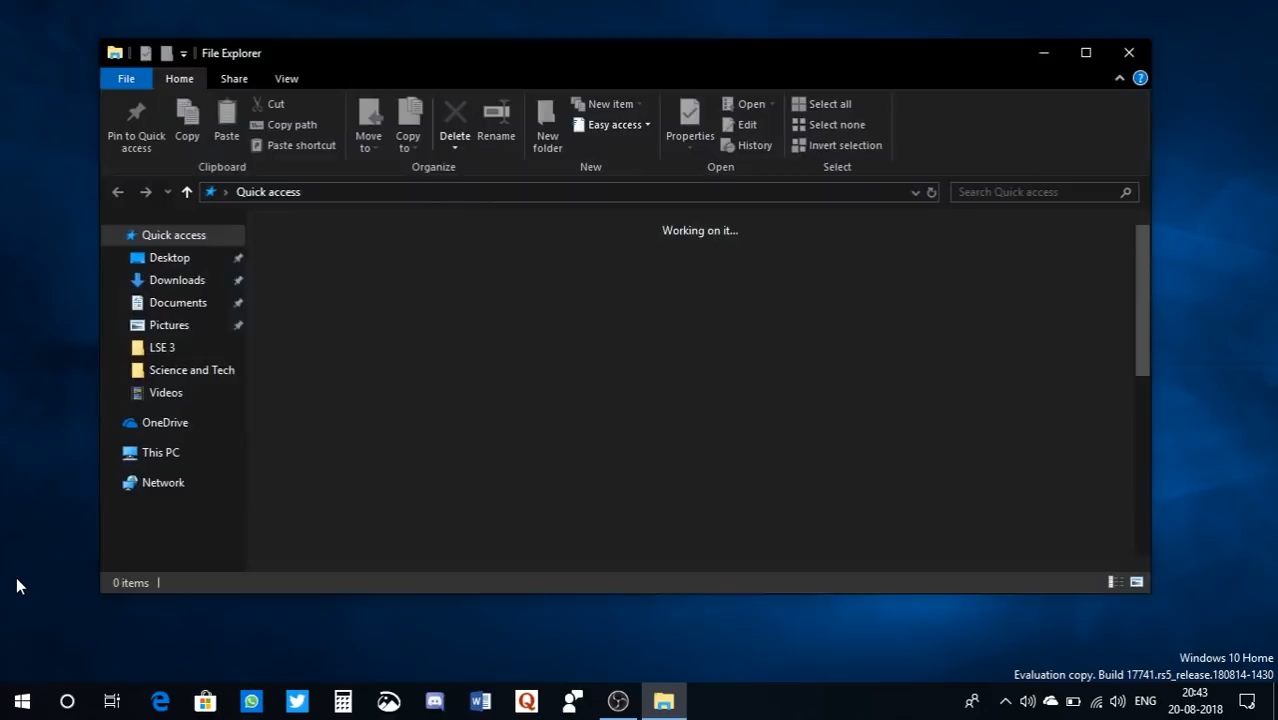 File Explorer
File Home Share View
Pin to Quick access
Copy
Paste
Cut
Copy path
Paste shortcut
Clipboard
Move to
Copy to
Delete
Rename
Organize
New folder
New item
Easy access
New
Properties
Open
Edit
History
Open
Select all
Select none
Invert selection
Select
Quick access
Search Quick access
Quick access
Desktop
Downloads
Documents
Pictures
LSE 3
Science and Tech
Videos
OneDrive
This PC
Network
Working on it...
0 items
Windows 10 Home
Evaluation copy. Build 17741.rs5_release.180814-1430
ENG
20:43
20-08-2018